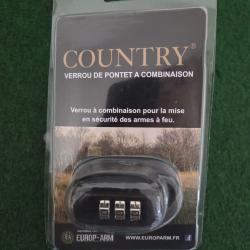 COUNTRY®
VERROU DE PONTET A COMBINAISON
Verrou à combinaison pour la mise
en sécurité des armes à feu.
EUROP-ARM
WWW.EUROPARM.FR